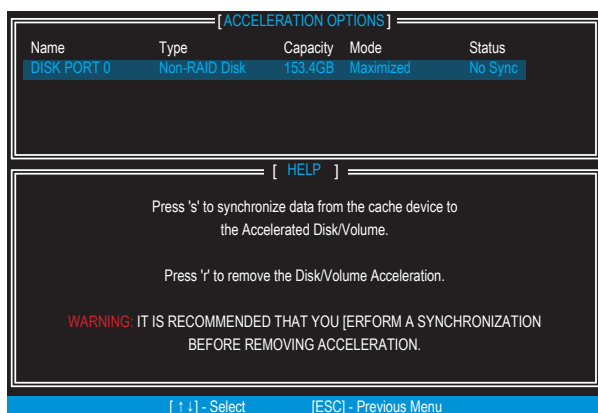 [ACCELERATION OPTIONS]
Name Type Capacity Mode Status
DISK PORT 0 Non-RAID Disk 153.4GB Maximized No Sync
[ HELP ]
Press 's' to synchronize data from the cache device to
the Accelerated Disk/Volume.
Press 'r' to remove the Disk/Volume Acceleration.
WARNING: IT IS RECOMMENDED THAT YOU [ERFORM A SYNCHRONIZATION
BEFORE REMOVING ACCELERATION.
[ ↑↓] - Select [ESC] - Previous Menu